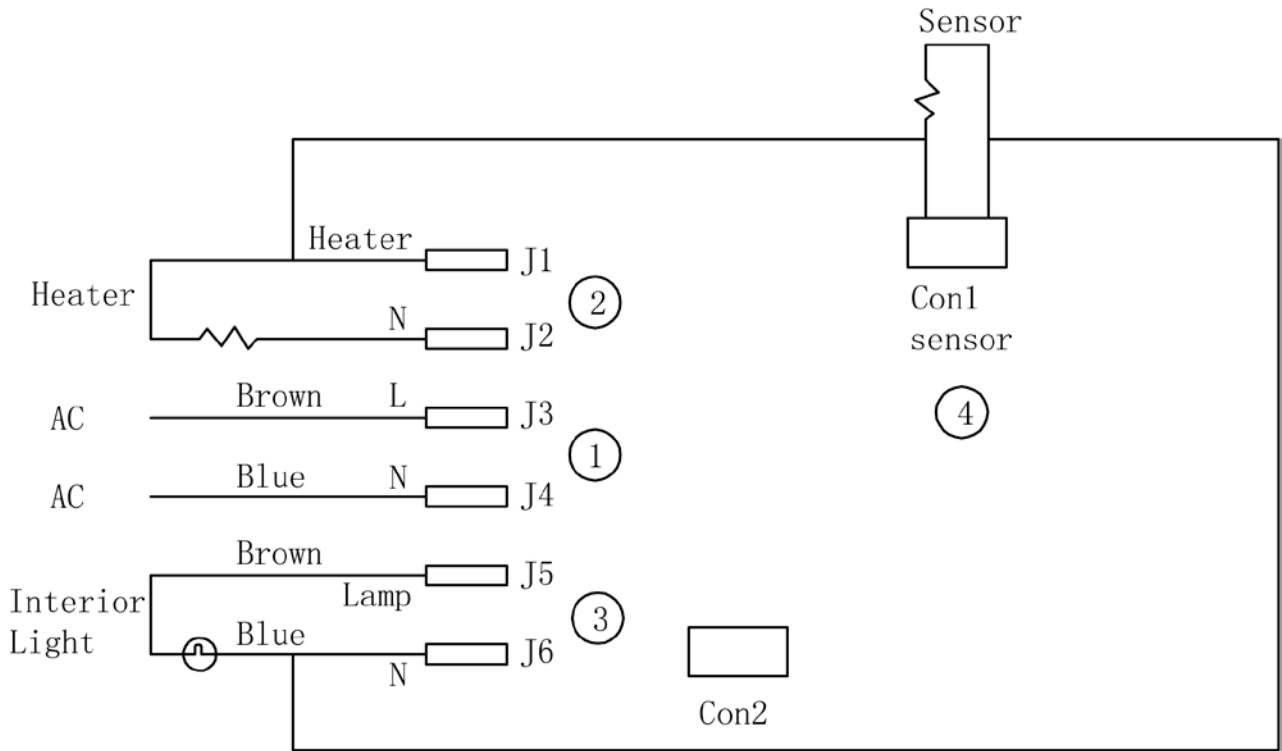 Sensor
Heater
J1
Heater
N
J2
2
Con1
sensor
Brown
L
J3
AC
4
1
Blue
N
J4
AC
Brown
J5
Lamp
Interior
Light
3
Blue
J6
N
Con2